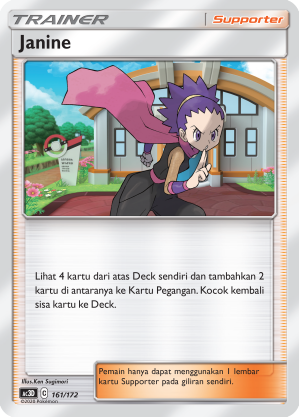 TRAINER
Supporter
Janine
Lihat 4 kartu dari atas Deck sendiri dan tambahkan 2
kartu di antaranya ke Kartu Pegangan. Kocok kembali
sisa kartu ke Deck.
Illus.Ken Sugimori
Pemain hanya dapat menggunakan 1 lembar
kartu Supporter pada giliran sendiri.
C 161/172
©2020 Pokémon